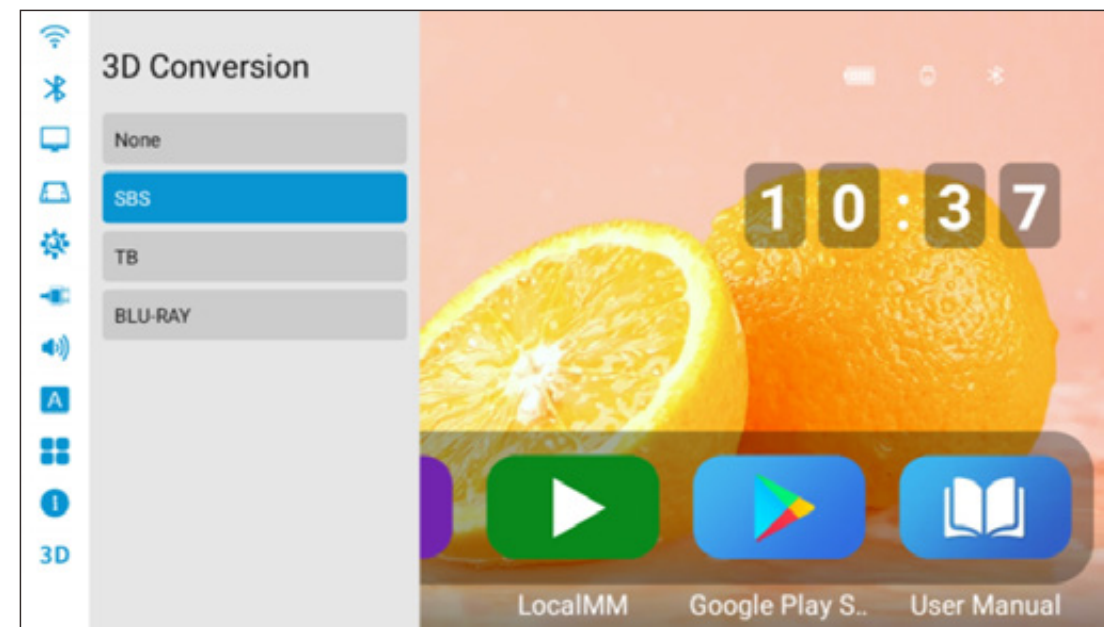 3D Conversion
None
SBS
TB
BLU-RAY
A
3D
10:37
LocalMM
Google Play S..
User Manual